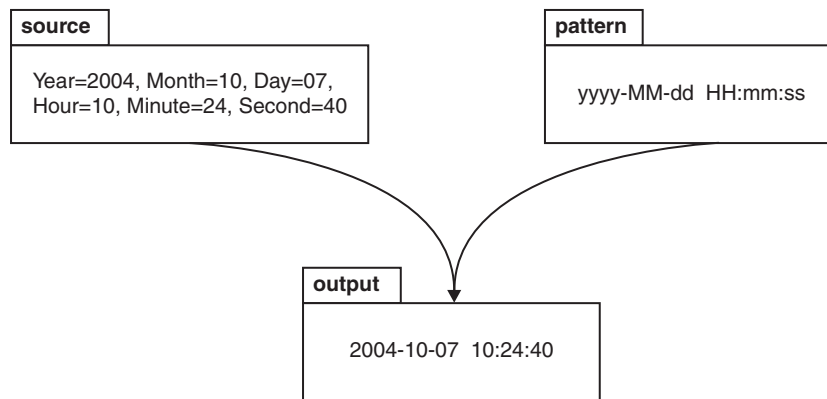 source
Year=2004, Month=10, Day=07,
Hour=10, Minute=24, Second=40
pattern
yyyy-MM-dd HH:mm:ss
output
2004-10-07 10:24:40